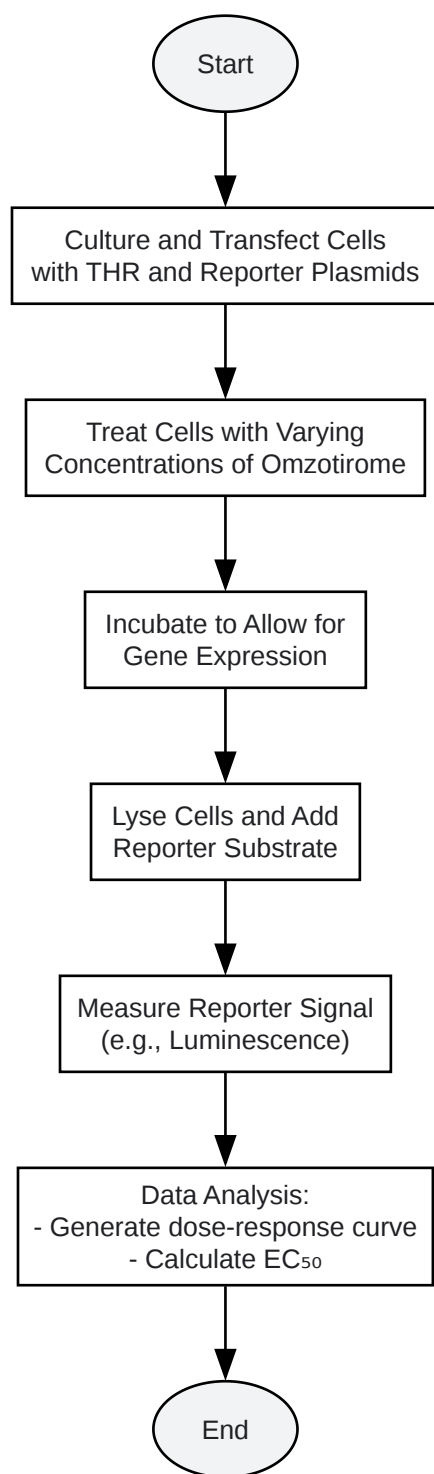 Start
Culture and Transfect Cells
with THR and Reporter Plasmids
Treat Cells with Varying
Concentrations of Omzotirome
Incubate to Allow for
Gene Expression
Lyse Cells and Add
Reporter Substrate
Measure Reporter Signal
(e.g., Luminescence)
Data Analysis:
- Generate dose-response curve
- Calculate EC₅₀
End